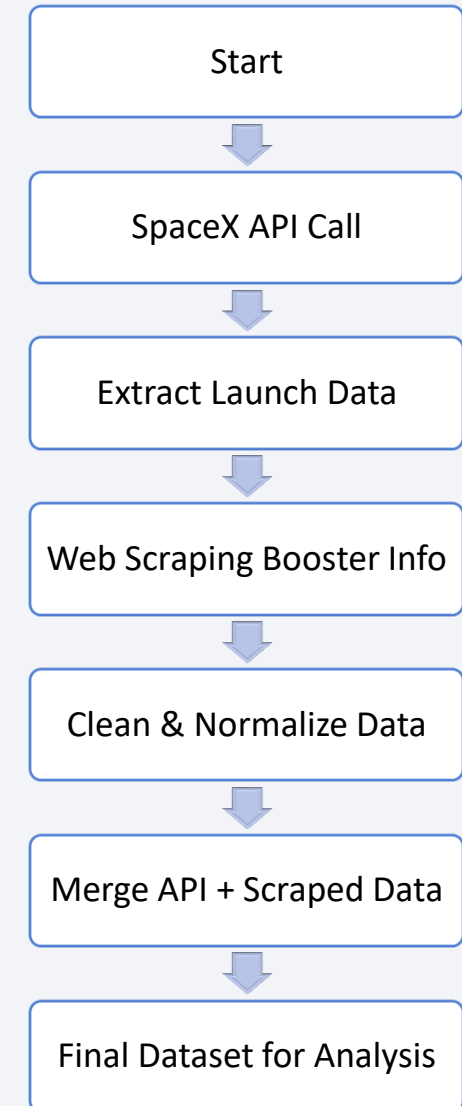 Start
SpaceX API Call
Extract Launch Data
Web Scraping Booster Info
Clean & Normalize Data
Merge API + Scraped Data
Final Dataset for Analysis